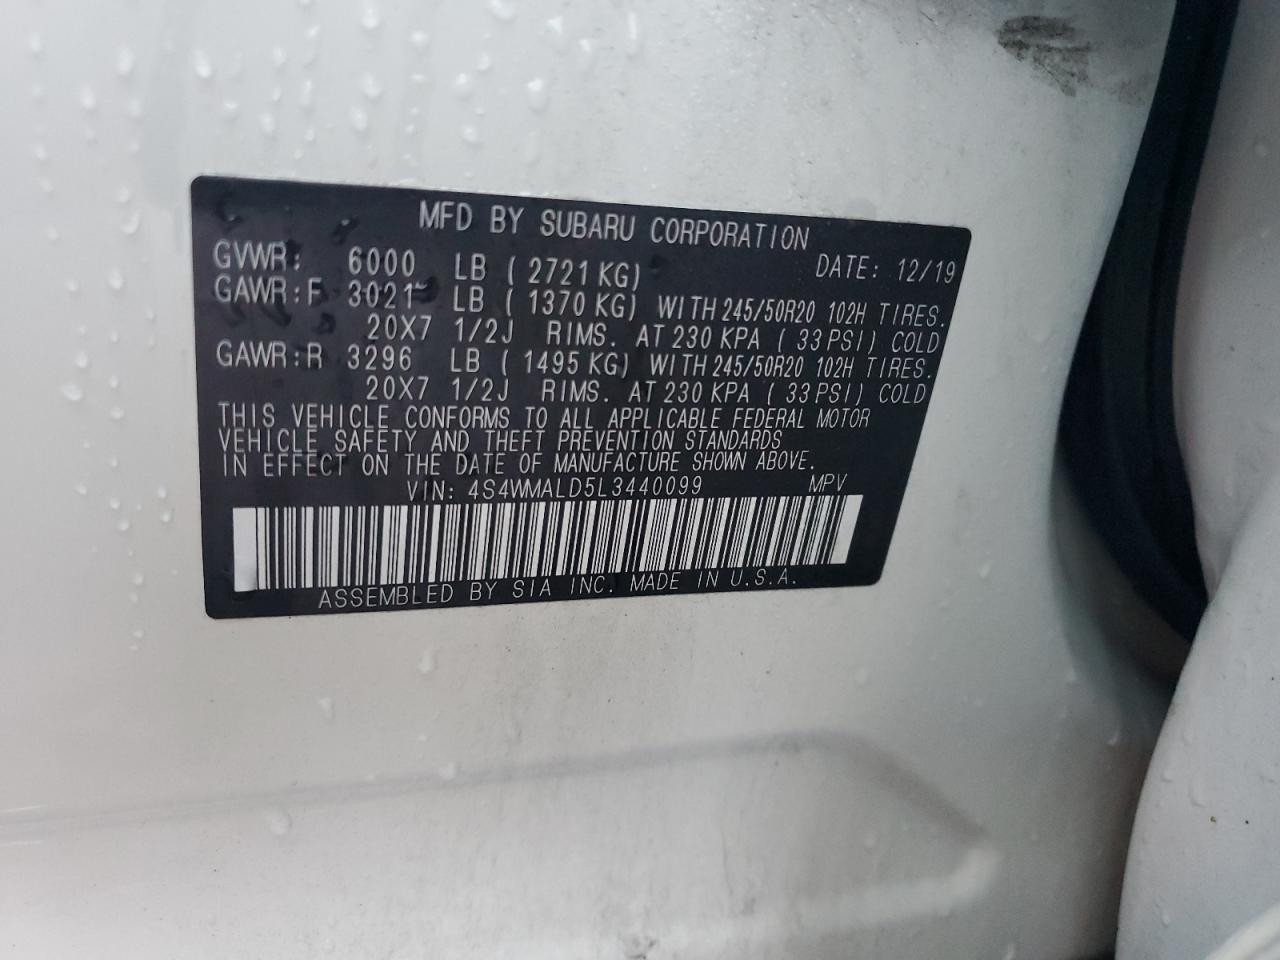 MFD BY SUBARU CORPORATION
GVWR: 6000 LB ( 2721 KG) DATE: 12/19
GAWR:F 3021 LB ( 1370 KG) WITH 245/50R20 102H TIRES.
20X7 1/2J RIMS. AT 230 KPA ( 33 PSI) COLD
GAWR:R 3296 LB ( 1495 KG) WITH 245/50R20 102H TIRES.
20X7 1/2J RIMS. AT 230 KPA ( 33 PSI) COLD
THIS VEHICLE CONFORMS TO ALL APPLICABLE FEDERAL MOTOR
VEHICLE SAFETY AND THEFT PREVENTION STANDARDS
IN EFFECT ON THE DATE OF MANUFACTURE SHOWN ABOVE.
VIN: 4S4WMALD5L3440099 MPV
ASSEMBLED BY SIA INC. MADE IN U.S.A.